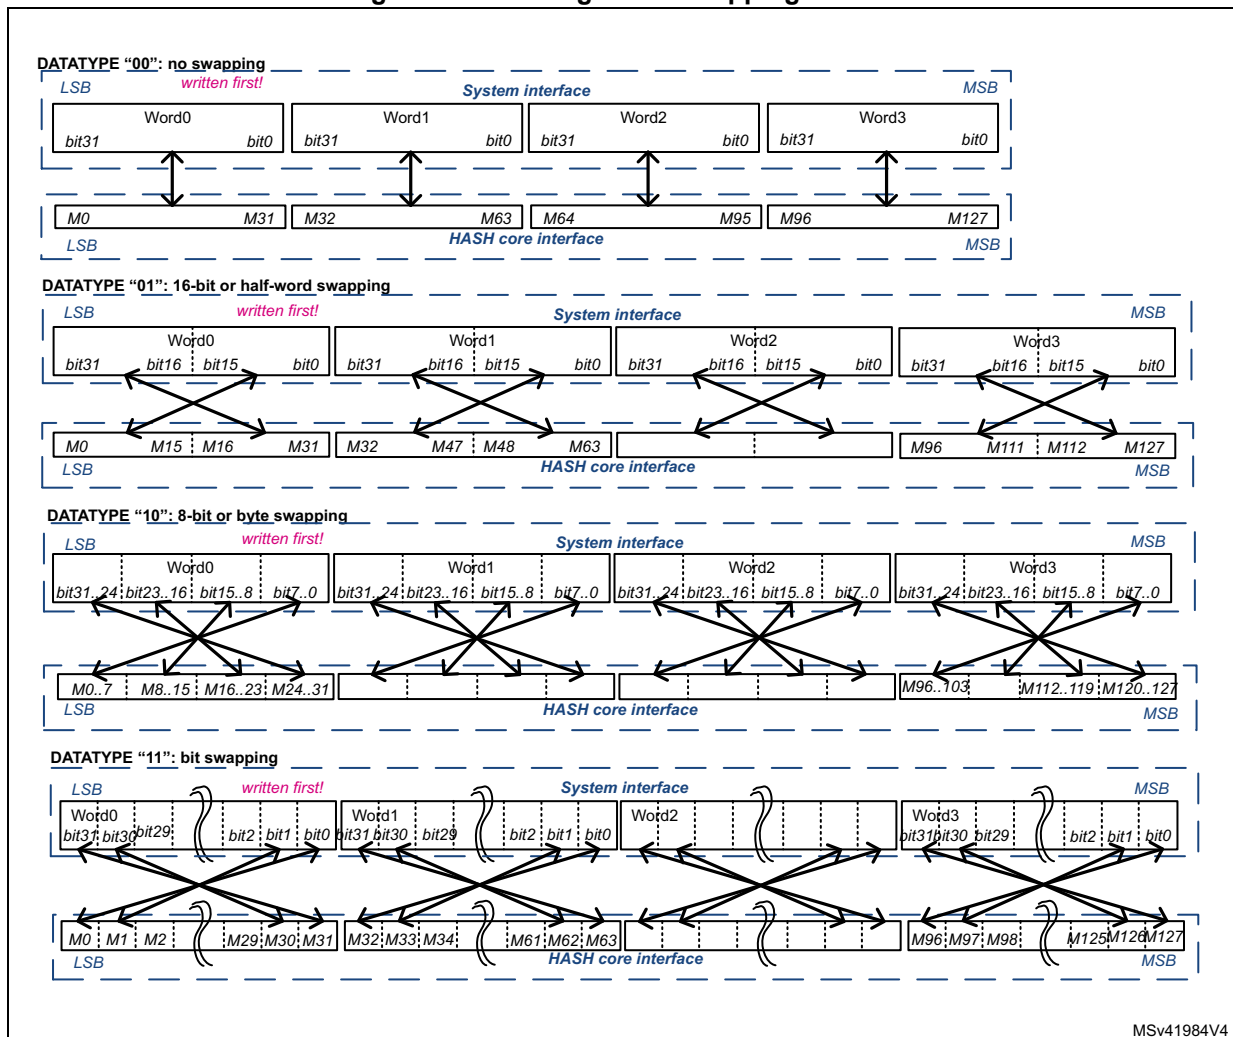 DATATYPE “00”: no swapping
LSB written first! System interface MSB
Word0 Word1 Word2 Word3
bit31 bit0 bit31 bit0 bit31 bit0 bit31 bit0
M0 M31 M32 M63 M64 M95 M96 M127
LSB HASH core interface MSB
DATATYPE “01”: 16-bit or half-word swapping
LSB written first! System interface MSB
Word0 Word1 Word2 Word3
bit31 bit16 bit15 bit0 bit31 bit16 bit15 bit0 bit31 bit16 bit15 bit0 bit31 bit16 bit15 bit0
M0 M15 M16 M31 M32 M47 M48 M63 M96 M111 M112 M127
LSB HASH core interface MSB
DATATYPE “10”: 8-bit or byte swapping
LSB written first! System interface MSB
Word0 Word1 Word2 Word3
bit31..24 bit23..16 bit15..8 bit7..0 bit31..24 bit23..16 bit15..8 bit7..0 bit31..24 bit23..16 bit15..8 bit7..0 bit31..24 bit23..16 bit15..8 bit7..0
M0..7 M8..15 M16..23 M24..31 M96..103 M112..119 M120..127
LSB HASH core interface MSB
DATATYPE “11”: bit swapping
LSB written first! System interface MSB
Word0 Word1 Word2 Word3
bit31 bit30 bit29 bit2 bit1 bit0 bit31 bit30 bit29 bit2 bit1 bit0 bit31 bit30 bit29 bit2 bit1 bit0
M0 M1 M2 M29 M30 M31 M32 M33 M34 M61 M62 M63 M96 M97 M98 M125 M126 M127
LSB HASH core interface MSB
MSv41984V4